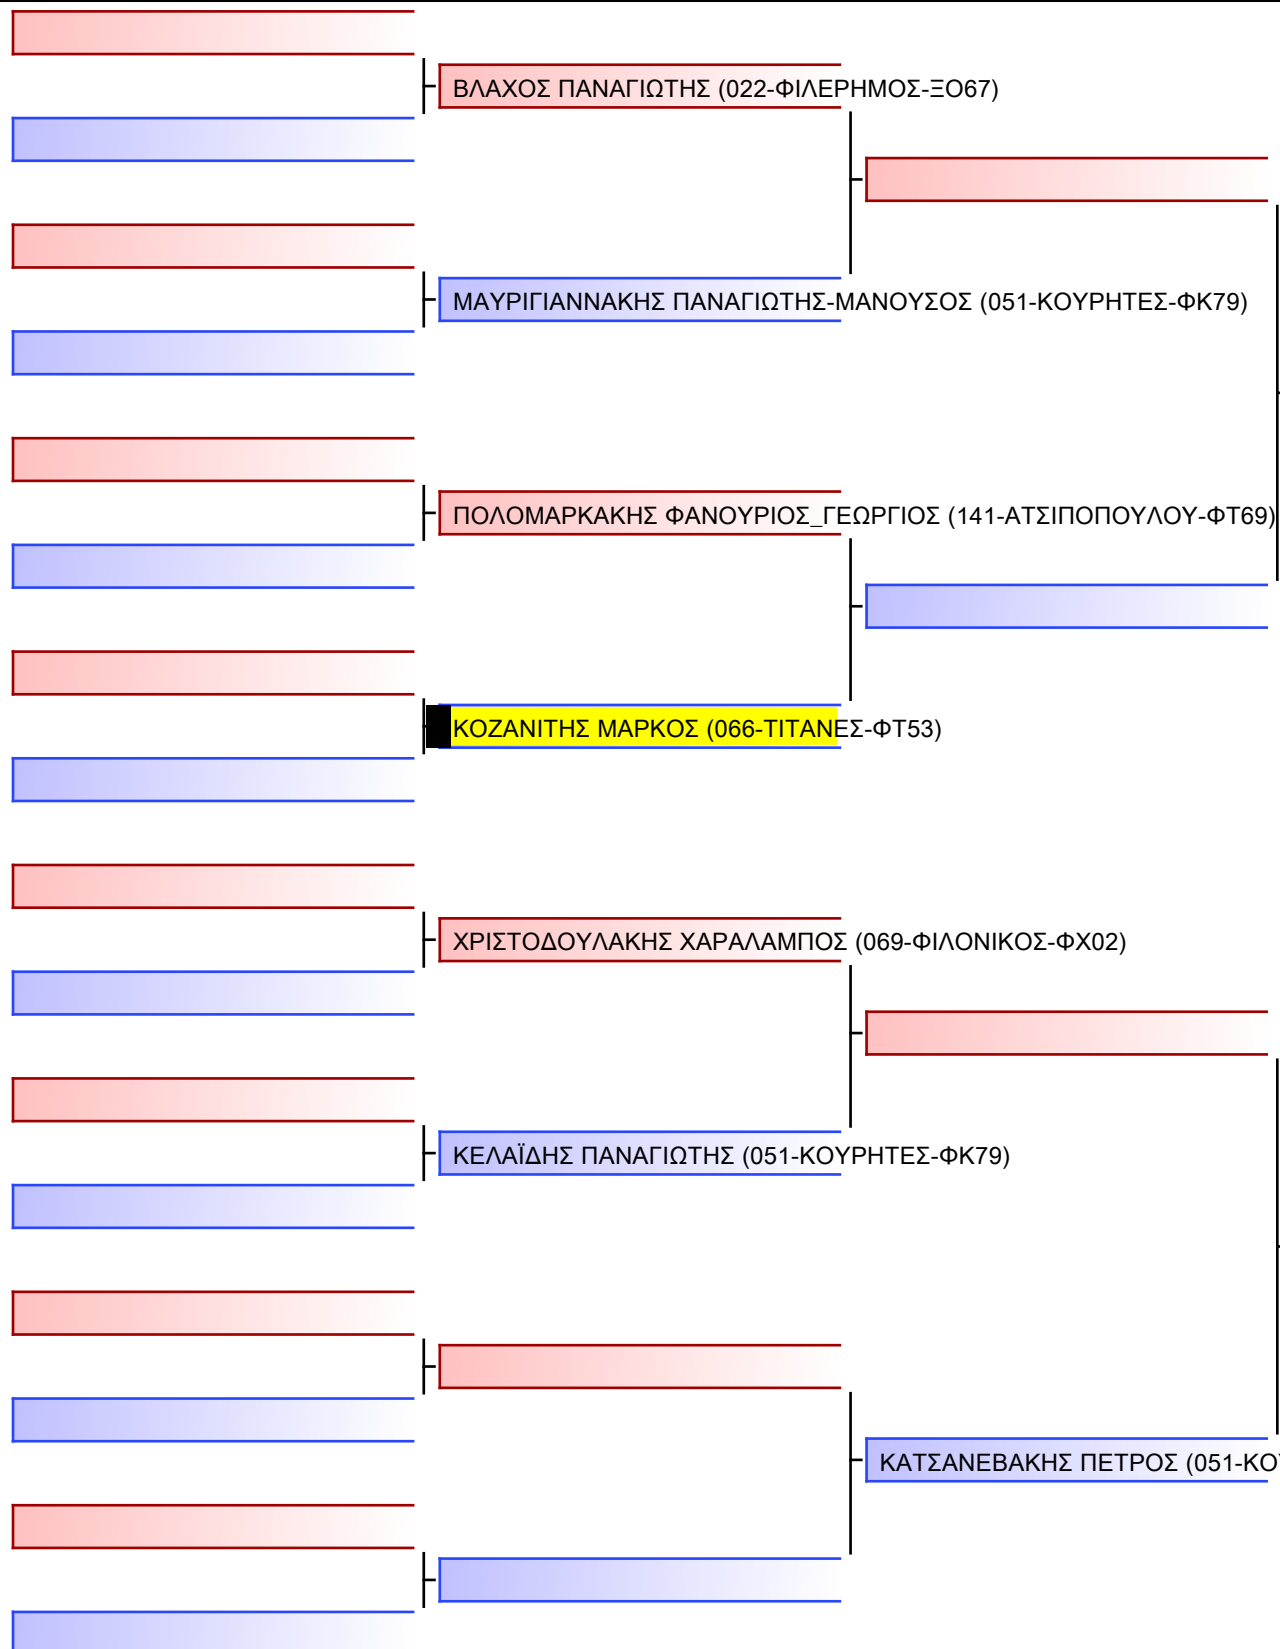 ΒΛΑΧΟΣ ΠΑΝΑΓΙΩΤΗΣ (022-ΦΙΛΕΡΗΜΟΣ-ΞΟ67)
ΜΑΥΡΙΓΙΑΝΝΑΚΗΣ ΠΑΝΑΓΙΩΤΗΣ-ΜΑΝΟΥΣΟΣ (051-ΚΟΥΡΗΤΕΣ-ΦΚ79)
ΠΟΛΟΜΑΡΚΑΚΗΣ ΦΑΝΟΥΡΙΟΣ_ΓΕΩΡΓΙΟΣ (141-ΑΤΣΙΠΟΠΟΥΛΟΥ-ΦΤ69)
ΚΟΖΑΝΙΤΗΣ ΜΑΡΚΟΣ (066-ΤΙΤΑΝΕΣ-ΦΤ53)
ΧΡΙΣΤΟΔΟΥΛΑΚΗΣ ΧΑΡΑΛΑΜΠΟΣ (069-ΦΙΛΟΝΙΚΟΣ-ΦΧ02)
ΚΕΛΑΪΔΗΣ ΠΑΝΑΓΙΩΤΗΣ (051-ΚΟΥΡΗΤΕΣ-ΦΚ79)
ΚΑΤΣΑΝΕΒΑΚΗΣ ΠΕΤΡΟΣ (051-ΚΟ